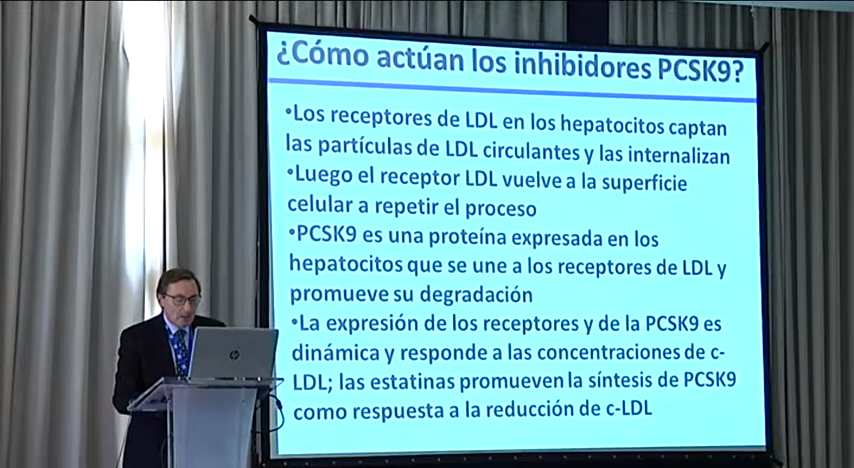 ¿Cómo actúan los inhibidores PCSK9?
•Los receptores de LDL en los hepatocitos captan
las partículas de LDL circulantes y las internalizan
•Luego el receptor LDL vuelve a la superficie
celular a repetir el proceso
•PCSK9 es una proteína expresada en los
hepatocitos que se une a los receptores de LDL y
promueve su degradación
•La expresión de los receptores y de la PCSK9 es
dinámica y responde a las concentraciones de c-
LDL; las estatinas promueven la síntesis de PCSK9
como respuesta a la reducción de c-LDL
hp